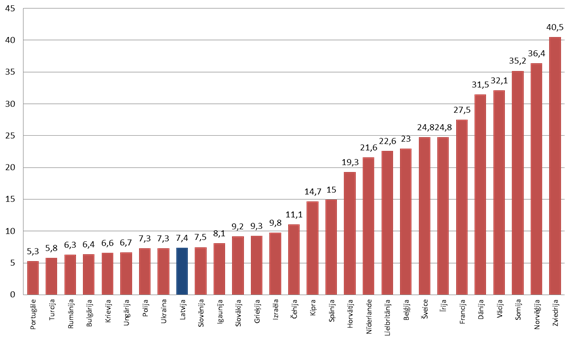 45
40
35
30
25
20
15
10
5
0
5,3
5,8
6,3
6,4
6,6
6,7
7,3
7,3
7,4
7,5
8,1
9,2
9,3
9,8
11,1
14,7
15
19,3
21,6
22,6
23
24,8
24,8
27,5
31,5
32,1
35,2
36,4
40,5
Portugāle
Turcija
Rumānija
Bulgārija
Krievija
Ungārija
Polija
Ukraina
Latvija
Slovēnija
Igaunija
Slovākija
Grieķija
Izraēla
Čehija
Kipra
Spānija
Horvātija
Nīderlande
Lielbritānija
Beļģija
Šveice
Īrija
Francija
Dānija
Vācija
Somija
Norvēģija
Zviedrija